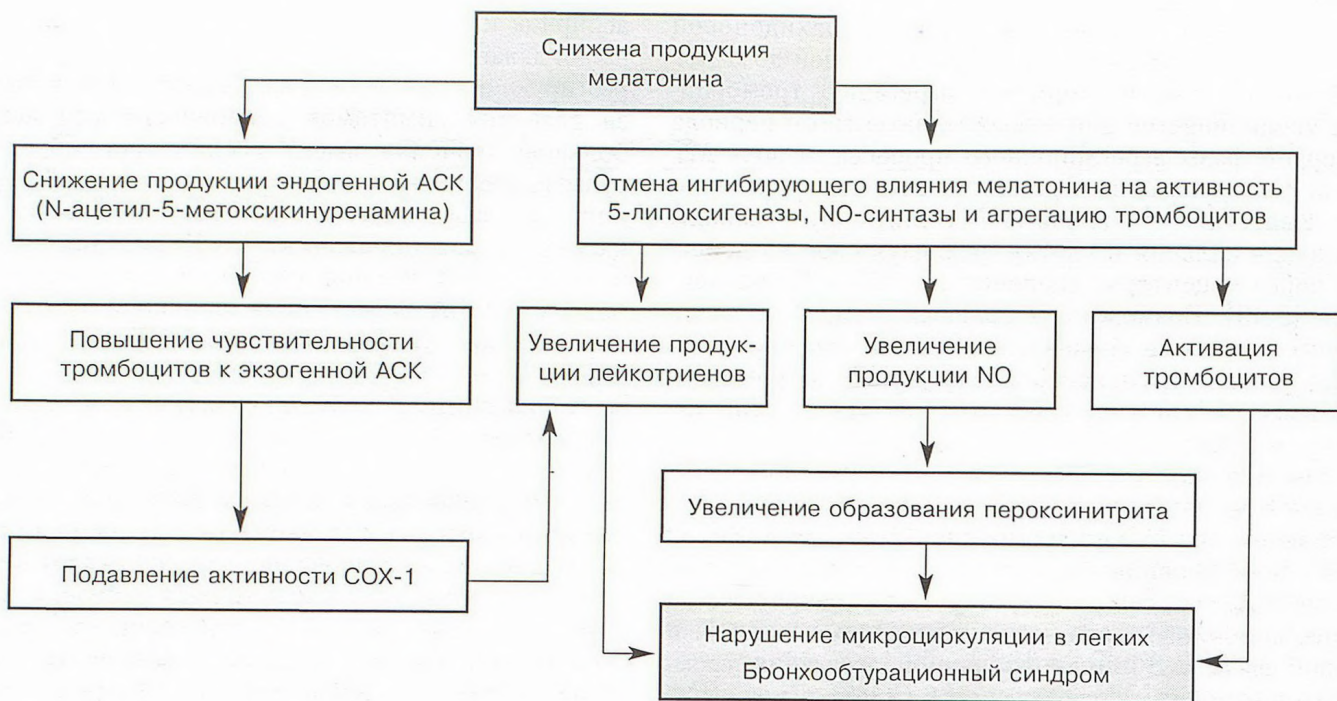 Снижена продукция
мелатонина
Снижение продукции эндогенной АСК
(N-ацетил-5-метоксикинуренамина)
Отмена ингибирующего влияния мелатонина на активность
5-липоксигеназы, NO-синтазы и агрегацию тромбоцитов
Повышение чувствительности
тромбоцитов к экзогенной АСК
Увеличение продук-
ции лейкотриенов
Увеличение
продукции NO
Активация
тромбоцитов
Увеличение образования пероксинитрита
Подавление активности COX-1
Нарушение микроциркуляции в легких
Бронхообтурационный синдром